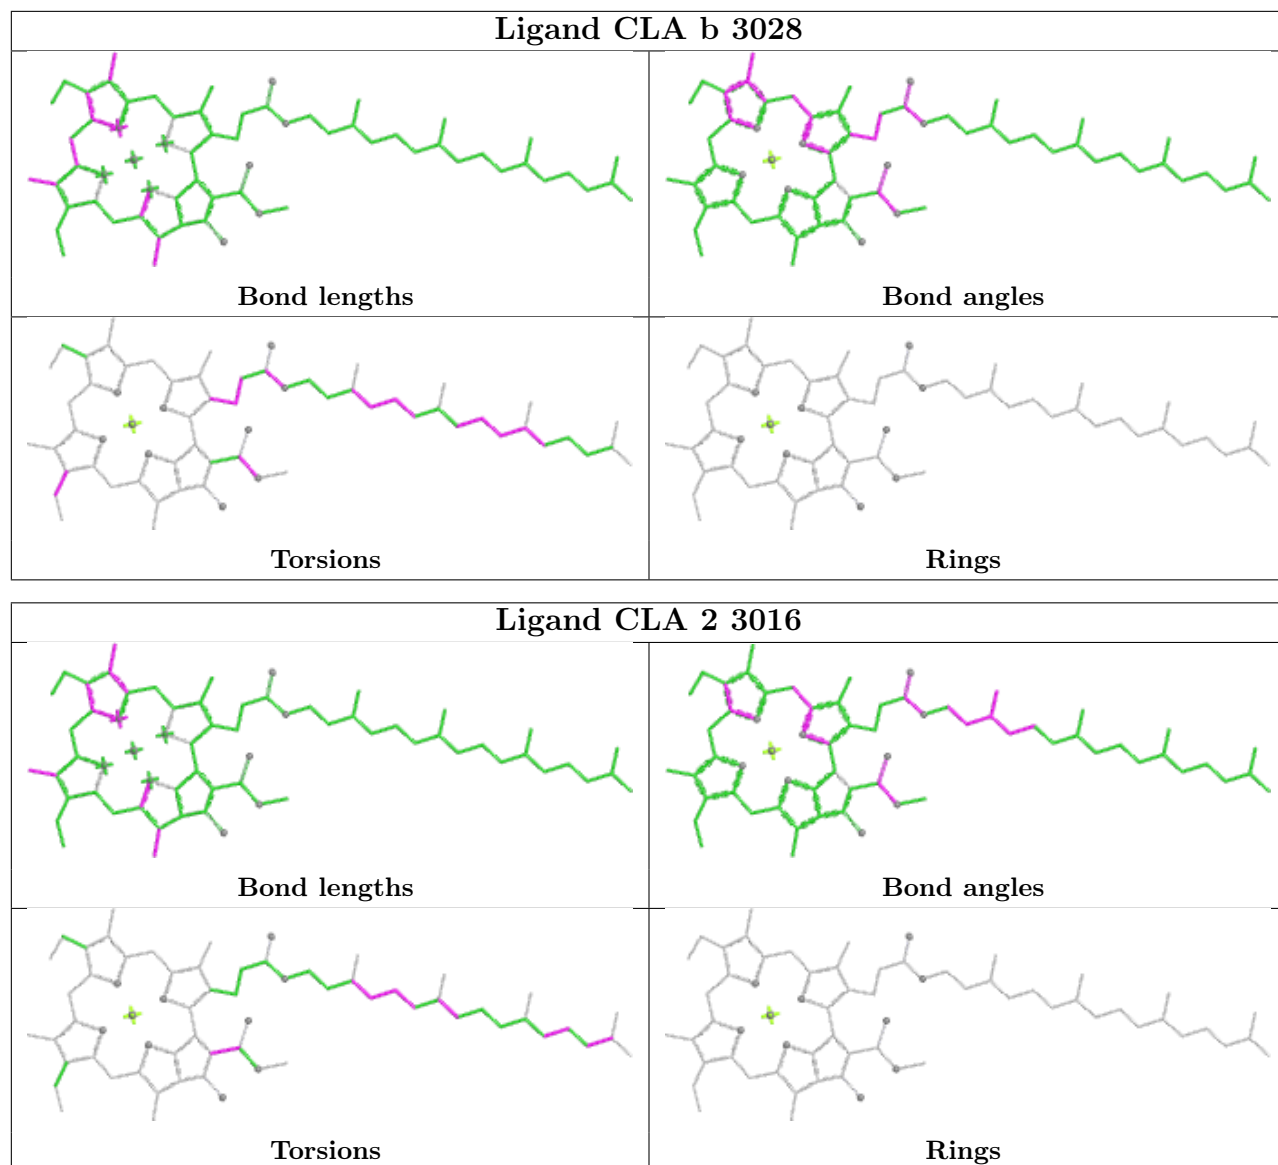 Ligand CLA b 3028
Bond lengths
Bond angles
Torsions
Rings
Ligand CLA 2 3016
Bond lengths
Bond angles
Torsions
Rings